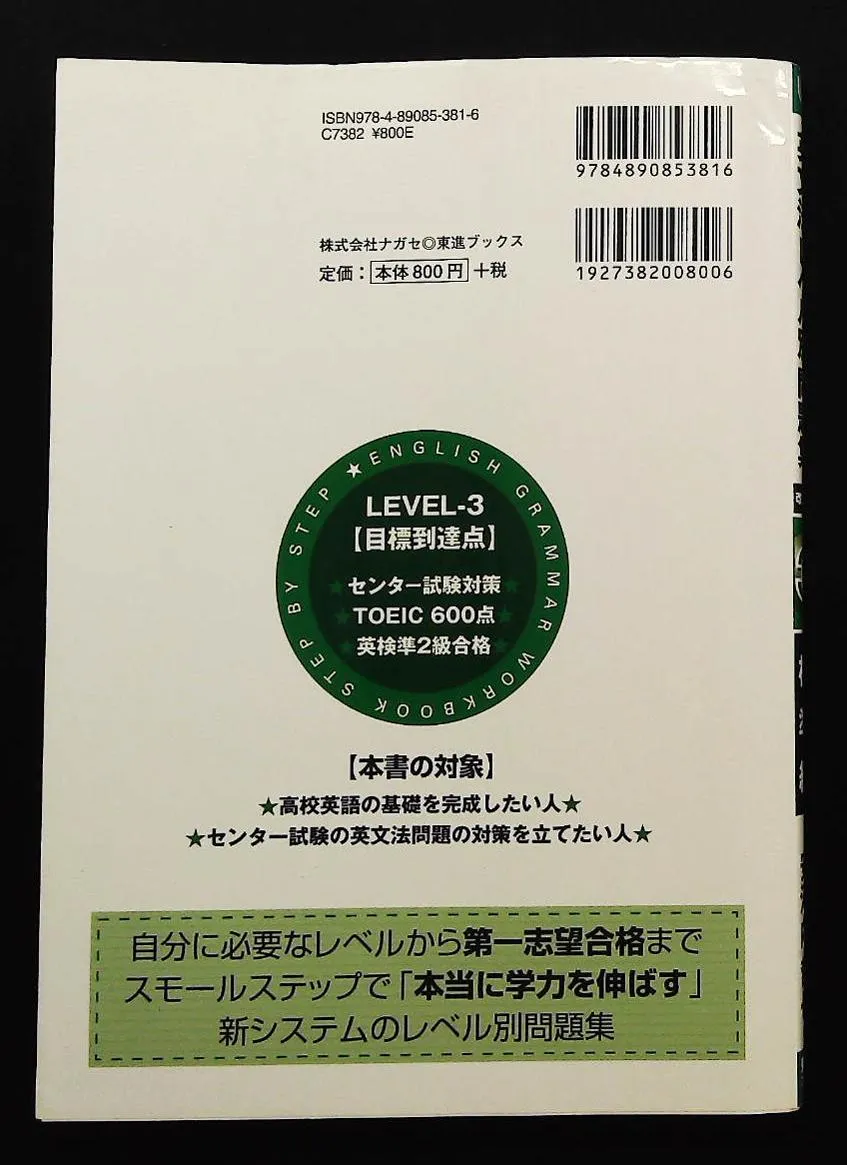 ISBN978-4-89085-381-6
C7382 ¥800E
9784890853816
株式会社ナガセ◎東進ブックス
定価：本体800円+税
1927382008006
★ENGLISH GRAMMAR WORKBOOK STEP BY STEP
LEVEL-3
【目標到達点】
★センター試験対策★
★TOEIC 600点★
★英検準2級合格★
【本書の対象】
★高校英語の基礎を完成したい人★
★センター試験の英文法問題の対策を立てたい人★
自分に必要なレベルから第一志望合格まで
スモールステップで「本当に学力を伸ばす」
新システムのレベル別問題集